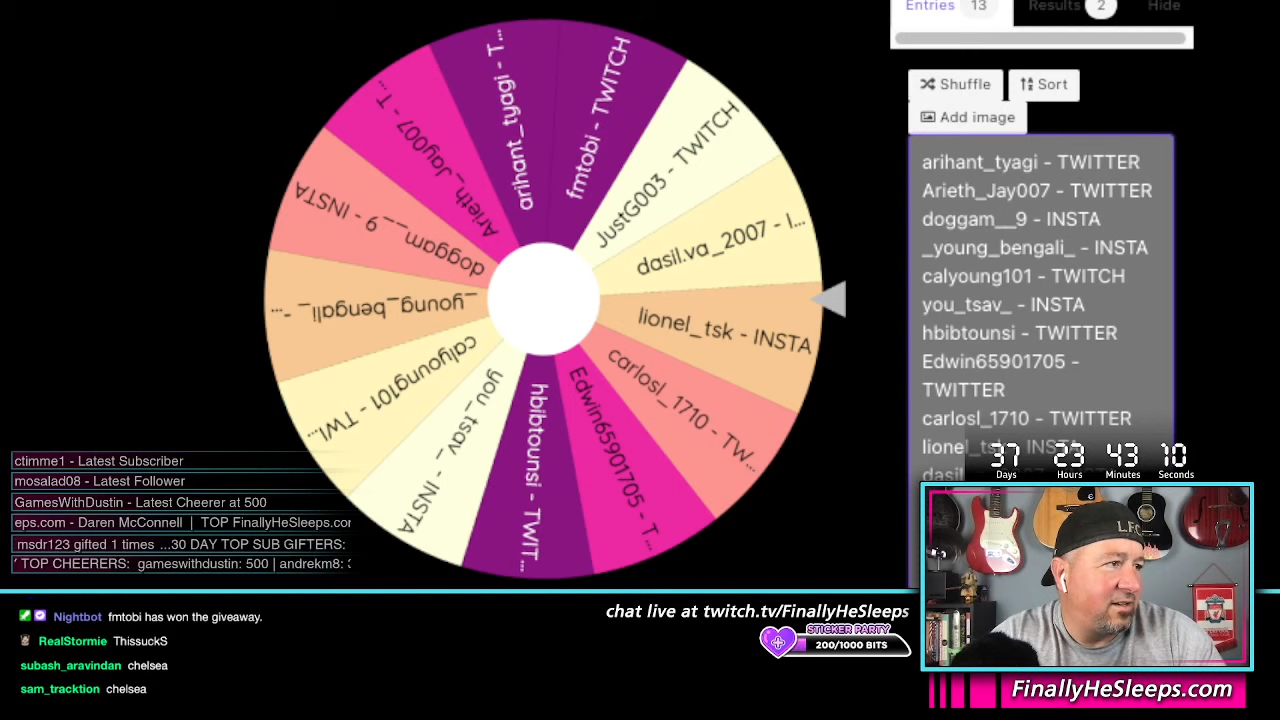 Entries 13 Results 2 Hide
Shuffle Sort
Add image
arihant_tyagi - TWITTER
Arieth_Jay007 - TWITTER
doggam__9 - INSTA
_young_bengali_ - INSTA
calyoung101 - TWITCH
you_tsav_ - INSTA
hbibtounsi - TWITTER
Edwin65901705 -
TWITTER
carlosl_1710 - TWITTER
lionel_tsk - INSTA
dasil
arihant_tyagi - T...
fmtobi - TWITCH
JustG003 - TWITCH
dasil.va_2007 - I...
lionel_tsk - INSTA
carlosl_1710 - TW...
Edwin65901705 - T...
hbibtounsi - TWIT...
you_tsav_ - INSTA
calyoung101 - TWI...
_young_bengali_ -...
doggam__9 - INSTA
Arieth_Jay007 - T...
37 23 43 10
Days Hours Minutes Seconds
LFC
ctimme1 - Latest Subscriber
mosalad08 - Latest Follower
GamesWithDustin - Latest Cheerer at 500
eps.com - Daren McConnell | TOP FinallyHeSleeps.co
msdr123 gifted 1 times ...30 DAY TOP SUB GIFTERS:
TOP CHEERERS: gameswithdustin: 500 | andrekm8:
Nightbot fmtobi has won the giveaway.
RealStormie ThissuckS
subash_aravindan chelsea
sam_tracktion chelsea
chat live at twitch.tv/FinallyHeSleeps
STICKER PARTY
200/1000 BITS
FinallyHeSleeps.com